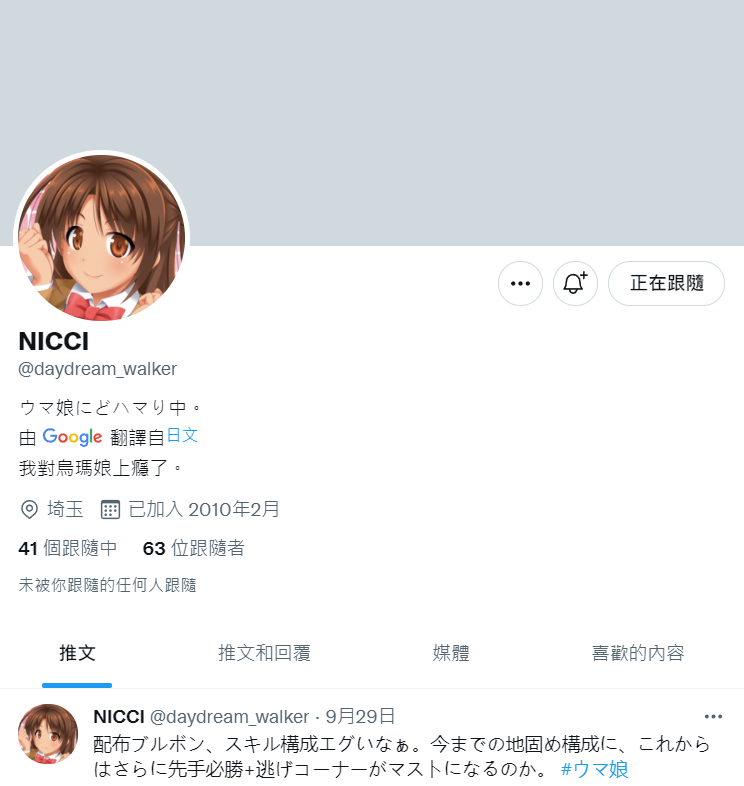 正在跟隨
NICCI
@daydream_walker
ウマ娘にどハマり中。
由 Google 翻譯自日文
我對烏瑪娘上癮了。
埼玉 已加入 2010年2月
41 個跟隨中 63 位跟隨者
未被你跟隨的任何人跟隨
推文 推文和回覆 媒體 喜歡的內容
NICCI @daydream_walker · 9月29日
配布ブルボン、スキル構成エグいなぁ。今までの地固め構成に、これから
はさらに先手必勝+逃げコーナーがマストになるのか。 #ウマ娘